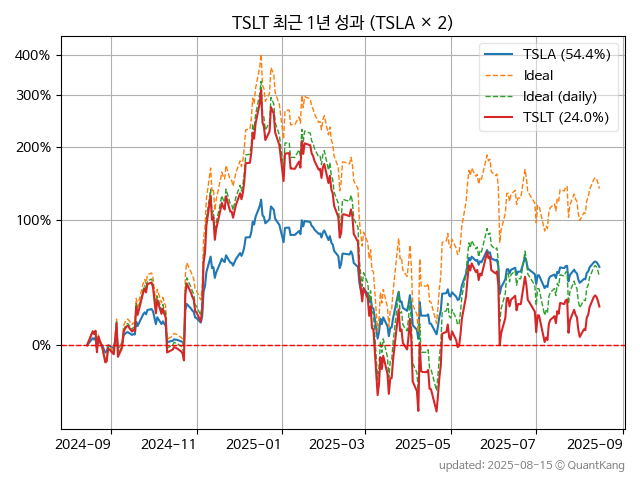 TSLT 최근 1년 성과 (TSLA × 2)
TSLA (54.4%)
Ideal
Ideal (daily)
TSLT (24.0%)
400%
300%
200%
100%
0%
2024-09
2024-11
2025-01
2025-03
2025-05
2025-07
2025-09
updated: 2025-08-15 © QuantKang